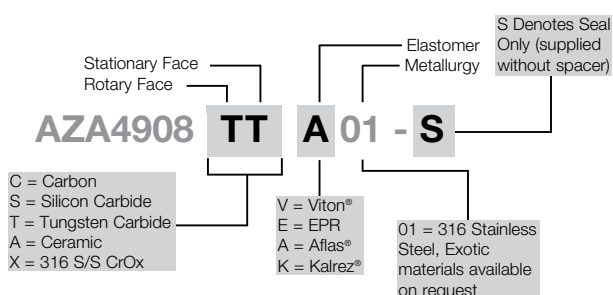 S Denotes Seal
Only (supplied
without spacer)
Elastomer
Metallurgy
Stationary Face
Rotary Face
AZA4908 TT A 01 - S
C = Carbon
S = Silicon Carbide
T = Tungsten Carbide
A = Ceramic
X = 316 S/S CrOx
V = Viton®
E = EPR
A = Aflas®
K = Kalrez®
01 = 316 Stainless
Steel, Exotic
materials available
on request